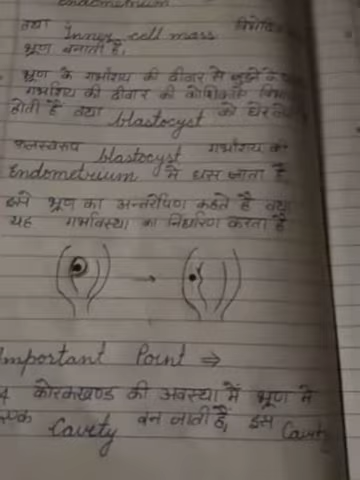 Endometrium
तथा Inner cell mass
भ्रूण बनाती है,
भ्रूण के गर्भाशय की दीवार से जुड़ने के
गर्भाशय की दीवार की कोशिकाएँ
होती हैं तथा blastocyst को घेर
फलस्वरूप blastocyst गर्भाशय की
Endometrium में धस जाता है
इसे भ्रूण का अन्तर्रोपण कहते हैं तथा
यह गर्भावस्था का निर्धारण करता है
Important Point ⇒
कोरकखण्ड की अवस्था में भ्रूण में
एक Cavity बन जाती है, इस Cavity